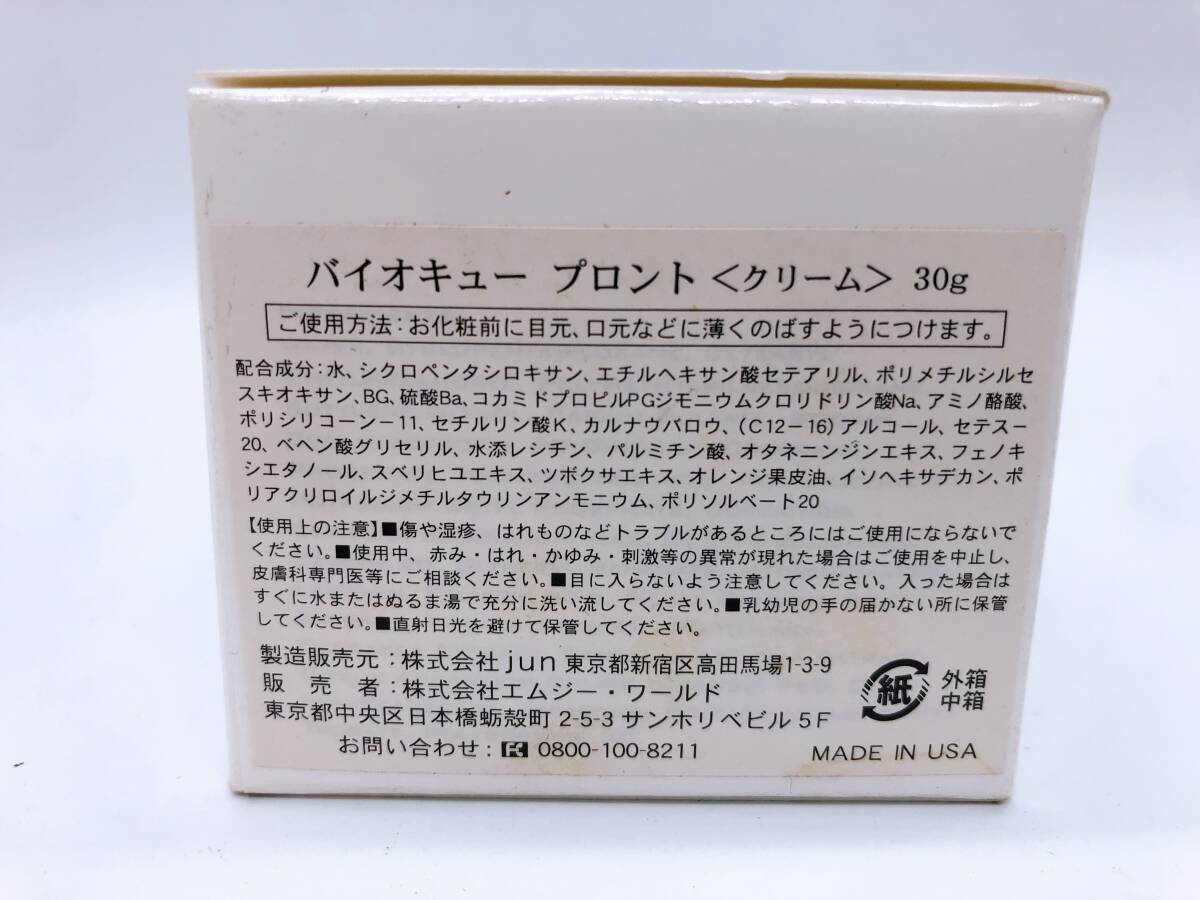 バイオキュー プロント＜クリーム＞ 30g
ご使用方法：お化粧前に目元、口元などに薄くのばすようにつけます。
配合成分：水、シクロペンタシロキサン、エチルヘキサン酸セテアリル、ポリメチルシルセ
スキオキサン、BG、硫酸Ba、コカミドプロピルPGジモニウムクロリドリン酸Na、アミノ酪酸、
ポリシリコーン－11、セチルリン酸K、カルナウバロウ、（C12－16）アルコール、セテス－
20、ベヘン酸グリセリル、水添レシチン、パルミチン酸、オタネニンジンエキス、フェノキ
シエタノール、スベリヒユエキス、ツボクサエキス、オレンジ果皮油、イソヘキサデカン、ポ
リアクリロイルジメチルタウリンアンモニウム、ポリソルベート20
【使用上の注意】■傷や湿疹、はれものなどトラブルがあるところにはご使用にならないで
ください。■使用中、赤み・はれ・かゆみ・刺激等の異常が現れた場合はご使用を中止し、
皮膚科専門医等にご相談ください。■目に入らないよう注意してください。入った場合は
すぐに水またはぬるま湯で充分に洗い流してください。■乳幼児の手の届かない所に保管
してください。■直射日光を避けて保管してください。
製造販売元：株式会社jun 東京都新宿区高田馬場1-3-9
販売者：株式会社エムジー・ワールド
東京都中央区日本橋蛎殻町2-5-3サンホリベビル5F
お問い合わせ： 0800-100-8211
紙 外箱
中箱
MADE IN USA